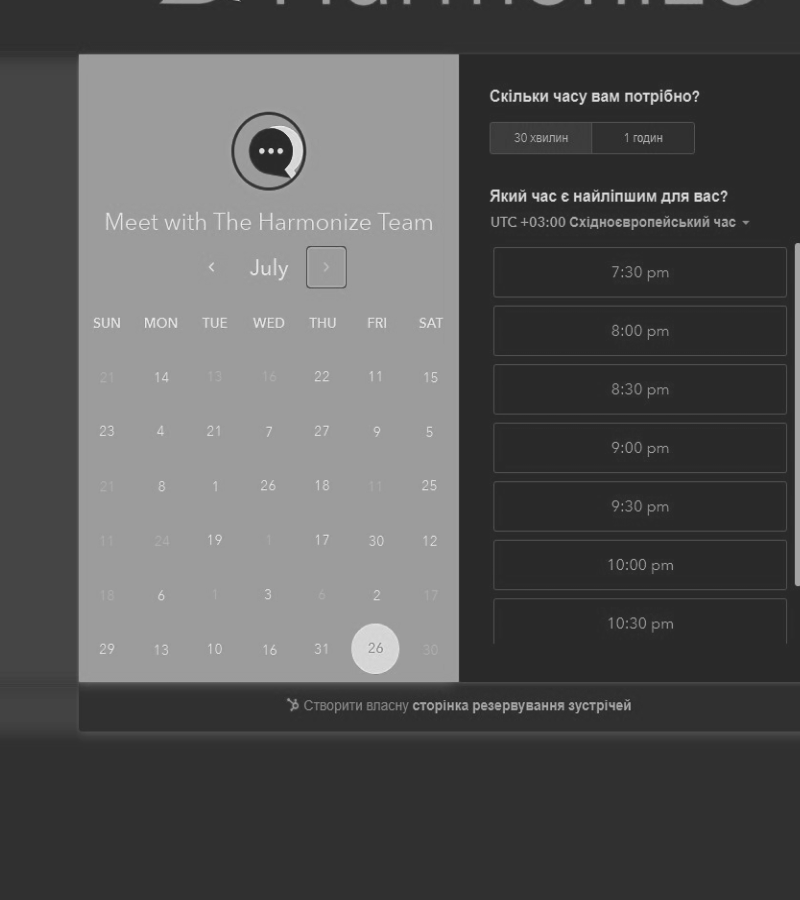 Harmonize
Meet with The Harmonize Team
July
SUN MON TUE WED THU FRI SAT
21 14 13 16 22 11 15
23 4 21 7 27 9 5
21 8 1 26 18 11 25
11 24 19 1 17 30 12
18 6 1 3 6 2 17
29 13 10 16 31 26 30
Скільки часу вам потрібно?
30 хвилин 1 годин
Який час є найліпшим для вас?
UTC +03:00 Східноєвропейський час
7:30 pm
8:00 pm
8:30 pm
9:00 pm
9:30 pm
10:00 pm
10:30 pm
Створити власну сторінка резервування зустрічей